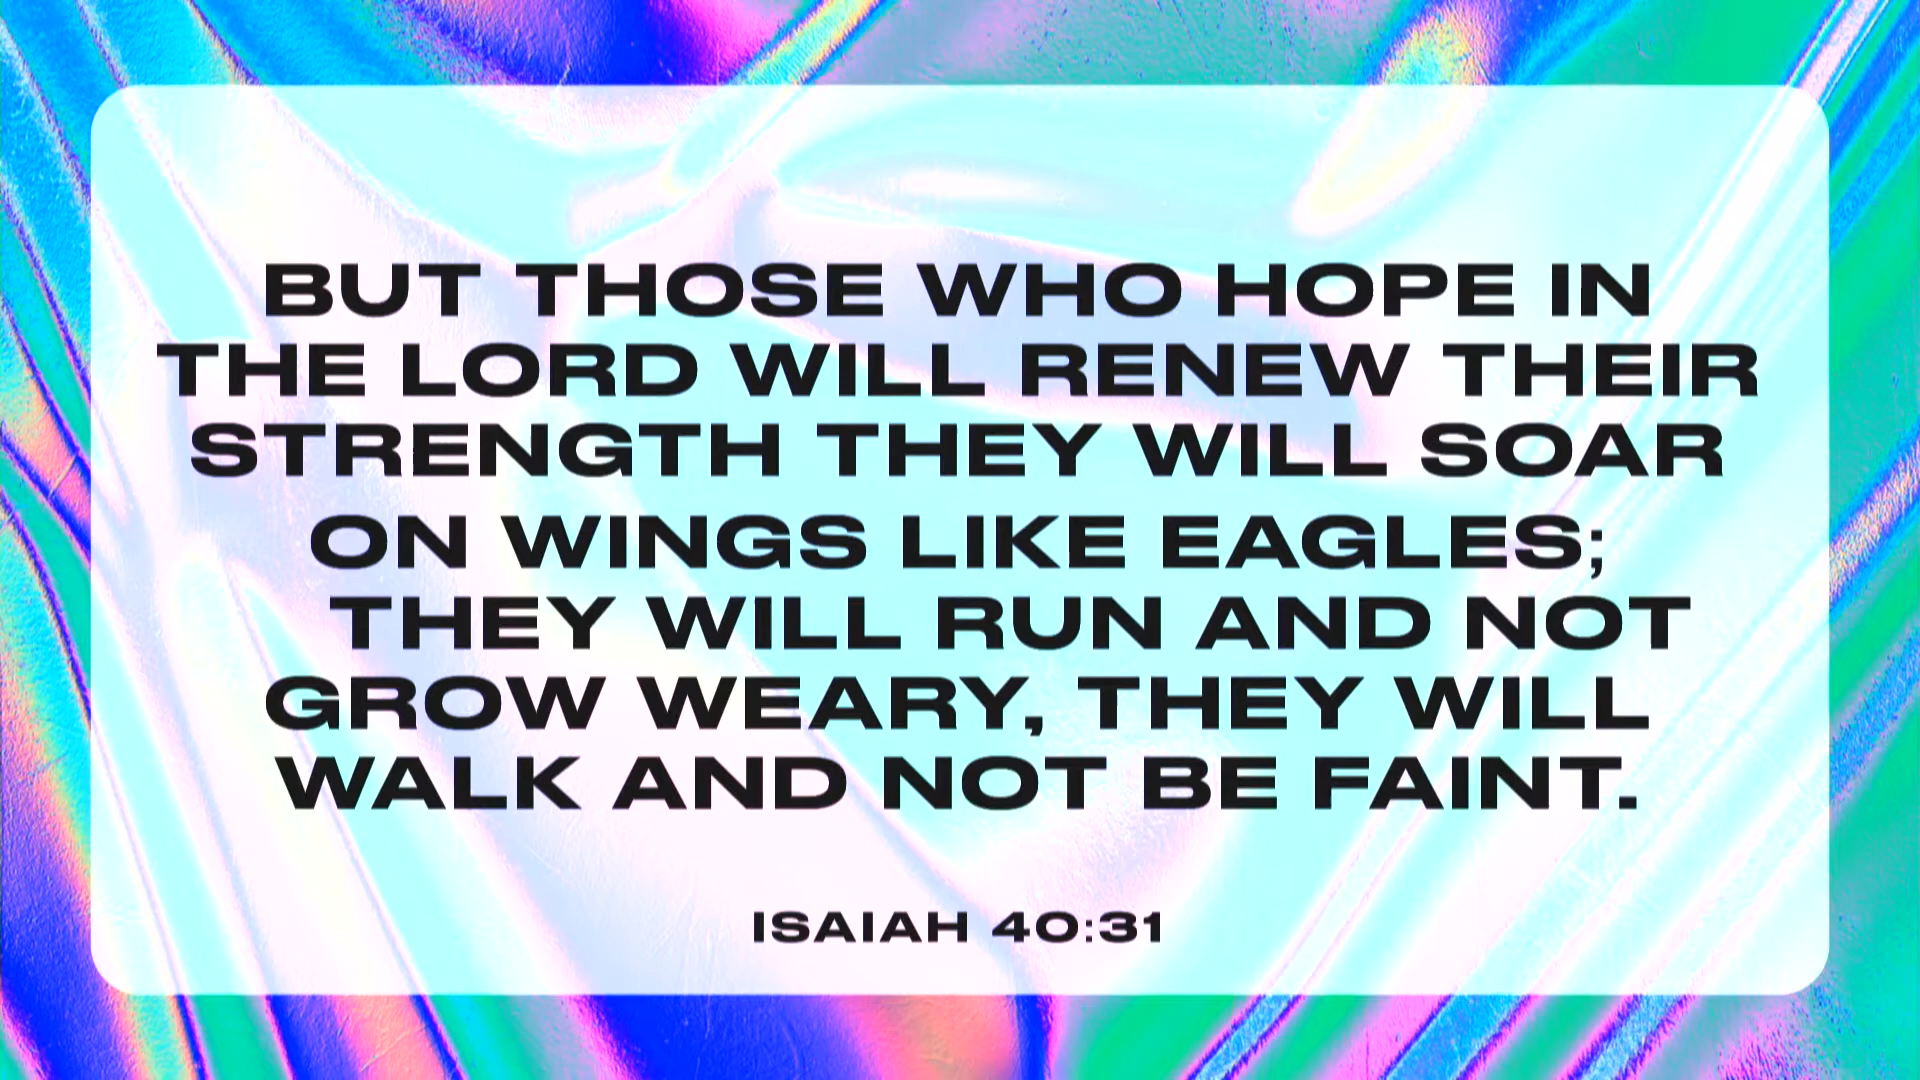 BUT THOSE WHO HOPE IN
THE LORD WILL RENEW THEIR
STRENGTH THEY WILL SOAR
ON WINGS LIKE EAGLES;
THEY WILL RUN AND NOT
GROW WEARY, THEY WILL
WALK AND NOT BE FAINT.
ISAIAH 40:31